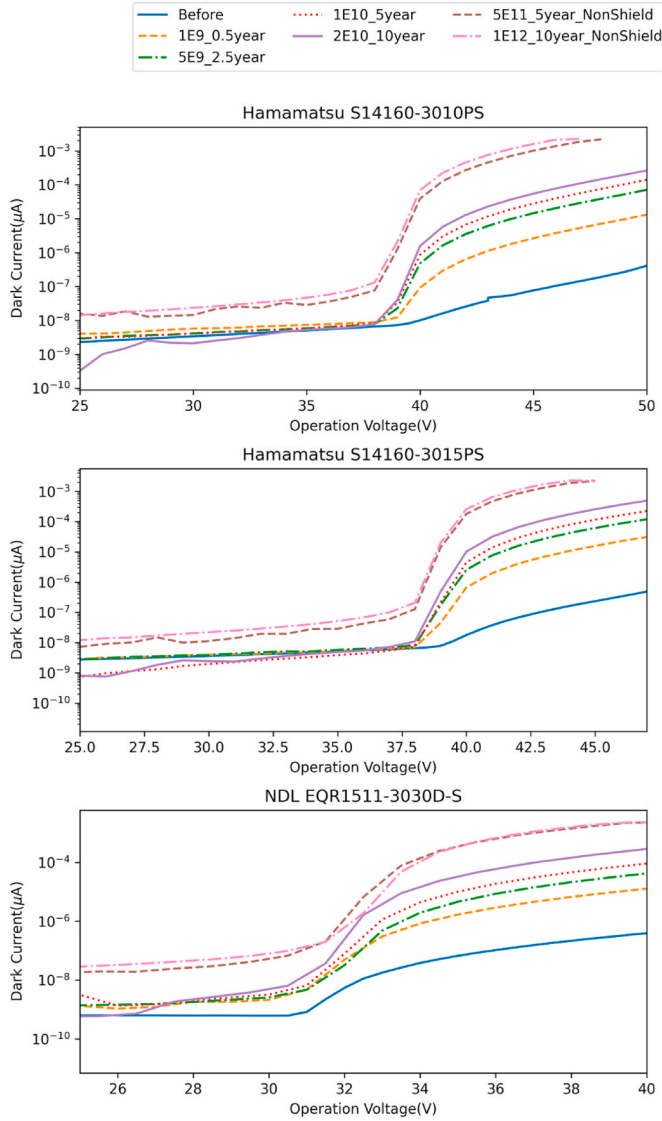 Before 1E10_5year 5E11_5year_NonShield
1E9_0.5year 2E10_10year 1E12_10year_NonShield
5E9_2.5year
Hamamatsu S14160-3010PS
10⁻³
10⁻⁴
10⁻⁵
10⁻⁶
10⁻⁷
10⁻⁸
10⁻⁹
10⁻¹⁰
Dark Current(μA)
25 30 35 40 45 50
Operation Voltage(V)
Hamamatsu S14160-3015PS
10⁻³
10⁻⁴
10⁻⁵
10⁻⁶
10⁻⁷
10⁻⁸
10⁻⁹
10⁻¹⁰
Dark Current(μA)
25.0 27.5 30.0 32.5 35.0 37.5 40.0 42.5 45.0
Operation Voltage(V)
NDL EQR1511-3030D-S
10⁻⁴
10⁻⁶
10⁻⁸
10⁻¹⁰
Dark Current(μA)
26 28 30 32 34 36 38 40
Operation Voltage(V)